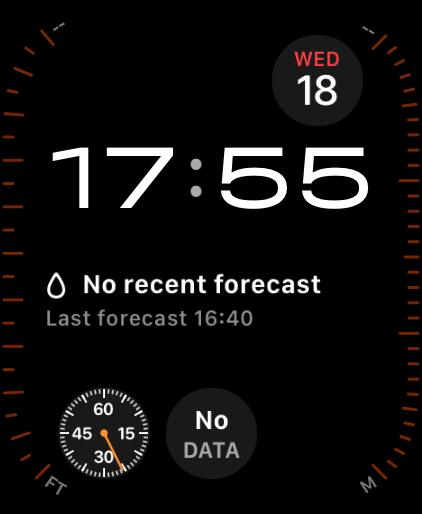 --
--
WED
18
17:55
No recent forecast
Last forecast 16:40
60
45
15
30
No
DATA
FT
M